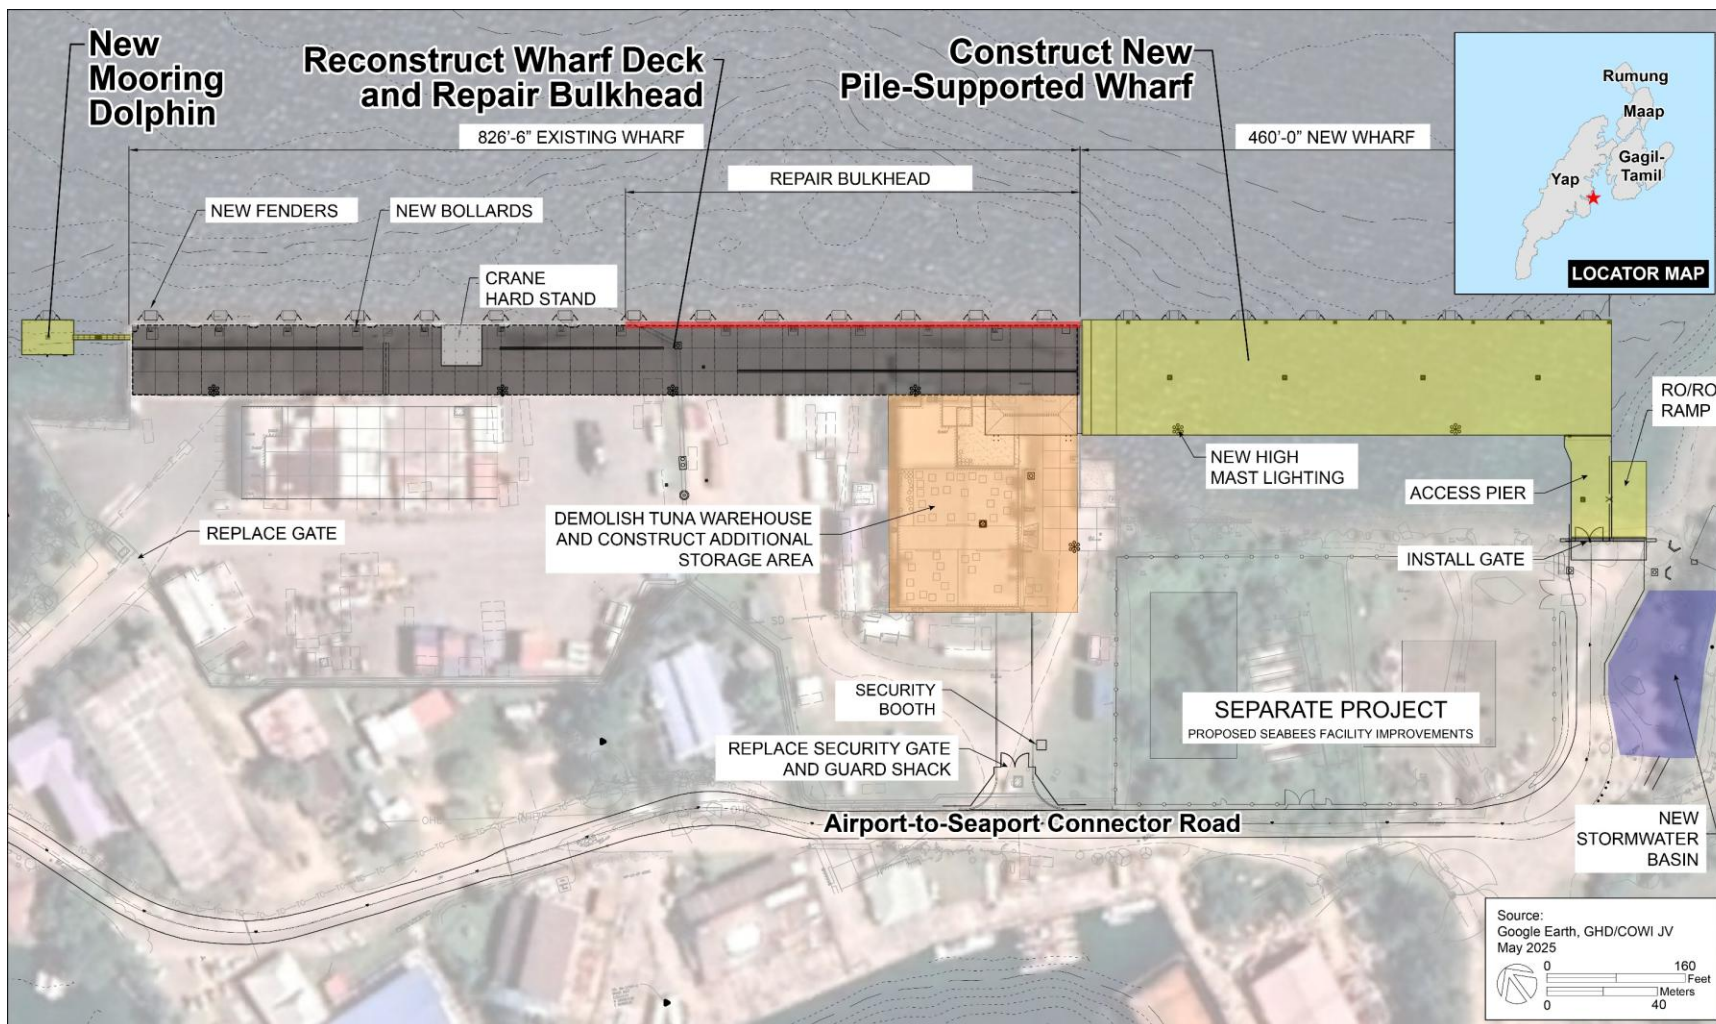 New
Mooring
Dolphin
Reconstruct Wharf Deck
and Repair Bulkhead
Construct New
Pile-Supported Wharf
826'-6" EXISTING WHARF
460'-0" NEW WHARF
REPAIR BULKHEAD
NEW FENDERS
NEW BOLLARDS
CRANE
HARD STAND
Rumung
Maap
Gagil-
Tamil
Yap
LOCATOR MAP
RO/RO
RAMP
NEW HIGH
MAST LIGHTING
ACCESS PIER
REPLACE GATE
DEMOLISH TUNA WAREHOUSE
AND CONSTRUCT ADDITIONAL
STORAGE AREA
INSTALL GATE
SECURITY
BOOTH
SEPARATE PROJECT
PROPOSED SEABEES FACILITY IMPROVEMENTS
REPLACE SECURITY GATE
AND GUARD SHACK
Airport-to-Seaport Connector Road
NEW
STORMWATER
BASIN
Source:
Google Earth, GHD/COWI JV
May 2025
0 160
Feet
Meters
0 40